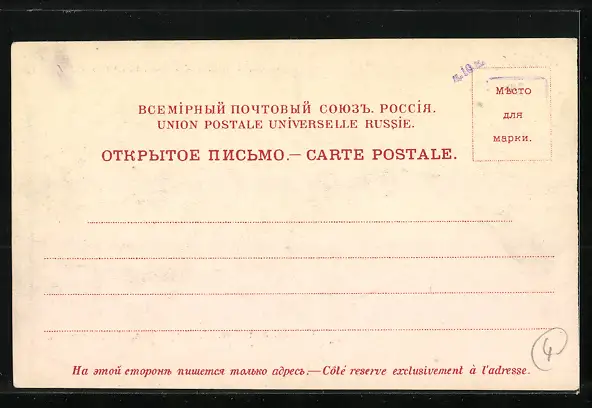 ВСЕМІРНЫЙ ПОЧТОВЫЙ СОЮЗЪ. РОССІЯ.
UNION POSTALE UNIVERSELLE RUSSIE.
ОТКРЫТОЕ ПИСЬМО.— CARTE POSTALE.
Мѣсто
для
марки.
На этой сторонѣ пишется только адресъ.—Côté reserve exclusivement à l'adresse.
4